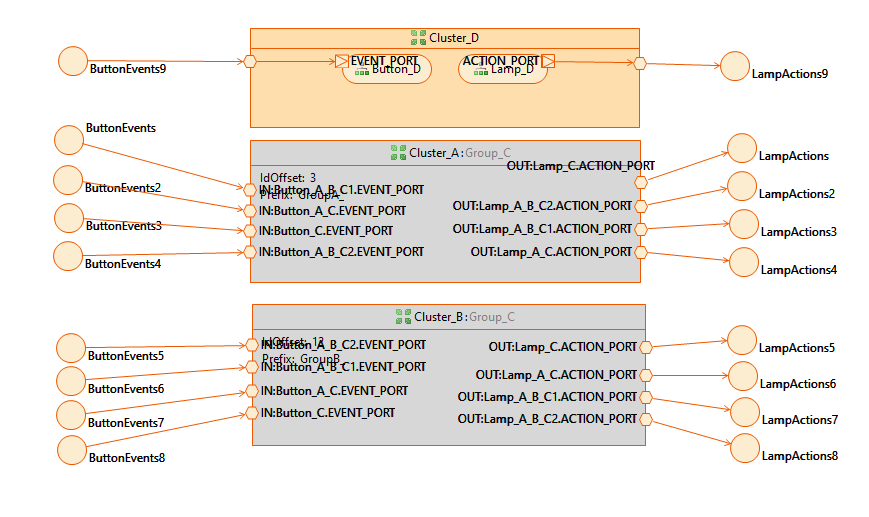 Cluster_D
ButtonEvents9
EVENT_PORT
Button_D
ACTION_PORT
Lamp_D
LampActions9
ButtonEvents
ButtonEvents2
ButtonEvents3
ButtonEvents4
Cluster_A:Group_C
IdOffset: 3
Prefix: GroupA_
IN:Button_A_B_C1.EVENT_PORT
IN:Button_A_C.EVENT_PORT
IN:Button_C.EVENT_PORT
IN:Button_A_B_C2.EVENT_PORT
OUT:Lamp_C.ACTION_PORT
OUT:Lamp_A_B_C2.ACTION_PORT
OUT:Lamp_A_B_C1.ACTION_PORT
OUT:Lamp_A_C.ACTION_PORT
LampActions
LampActions2
LampActions3
LampActions4
ButtonEvents5
ButtonEvents6
ButtonEvents7
ButtonEvents8
Cluster_B:Group_C
IdOffset:
Prefix: GroupB
IN:Button_A_B_C2.EVENT_PORT
IN:Button_A_B_C1.EVENT_PORT
IN:Button_A_C.EVENT_PORT
IN:Button_C.EVENT_PORT
OUT:Lamp_C.ACTION_PORT
OUT:Lamp_A_C.ACTION_PORT
OUT:Lamp_A_B_C1.ACTION_PORT
OUT:Lamp_A_B_C2.ACTION_PORT
LampActions5
LampActions6
LampActions7
LampActions8